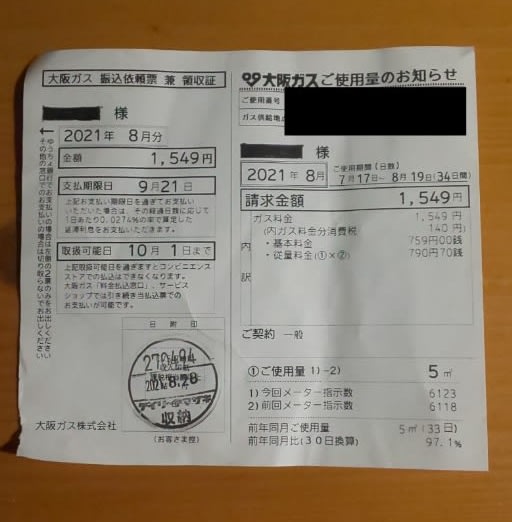 大阪ガス 振込依頼票 兼 領収証
様
2021年 8月分
金額 1,549円
支払期限日 9月21日
上記お支払い期限日を過ぎてお支払い
いただいた場合は、その経過日数に応じて
1日あたり0.0274%の率で算定した
延滞利息をお支払いただきます。
取扱可能日 10月 1日まで
上記取扱可能日を過ぎますとコンビニエンス
ストアでの払込はできなくなります。
大阪ガス「料金払込窓口」、サービス
ショップでは引き続き当払込票での
お支払いが可能です。
日附印
270494
2021.8.28
収納
大阪ガス株式会社
(お客さま控)
大阪ガス ご使用量のお知らせ
ご使用番号
ガス供給地点
様
2021年 8月
ご使用期間(日数)
7月17日~ 8月19日(34日間)
請求金額 1,549円
内
訳
ガス料金 1,549円
(内ガス料金分消費税 140円)
・基本料金 759円00銭
・従量料金(①×②) 790円70銭
ご契約 一般
①ご使用量 1)-2) 5㎥
1)今回メーター指示数 6123
2)前回メーター指示数 6118
前年同月ご使用量 5㎥(33日)
前年同月比(30日換算) 97.1%